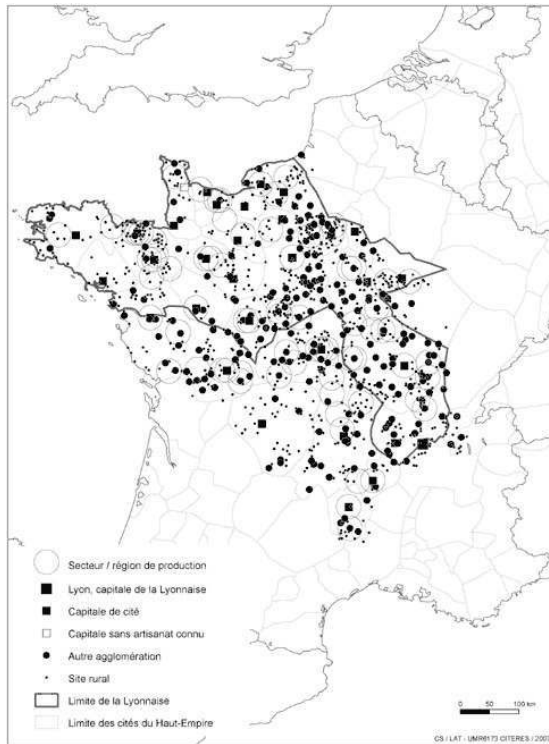 Secteur / région de production
Lyon, capitale de la Lyonnaise
Capitale de cité
Capitale sans artisanat connu
Autre agglomération
Site rural
Limite de la Lyonnaise
Limite des cités du Haut-Empire
0 50 100 km
CS / LAT - UMR6173 CITERES / 2007